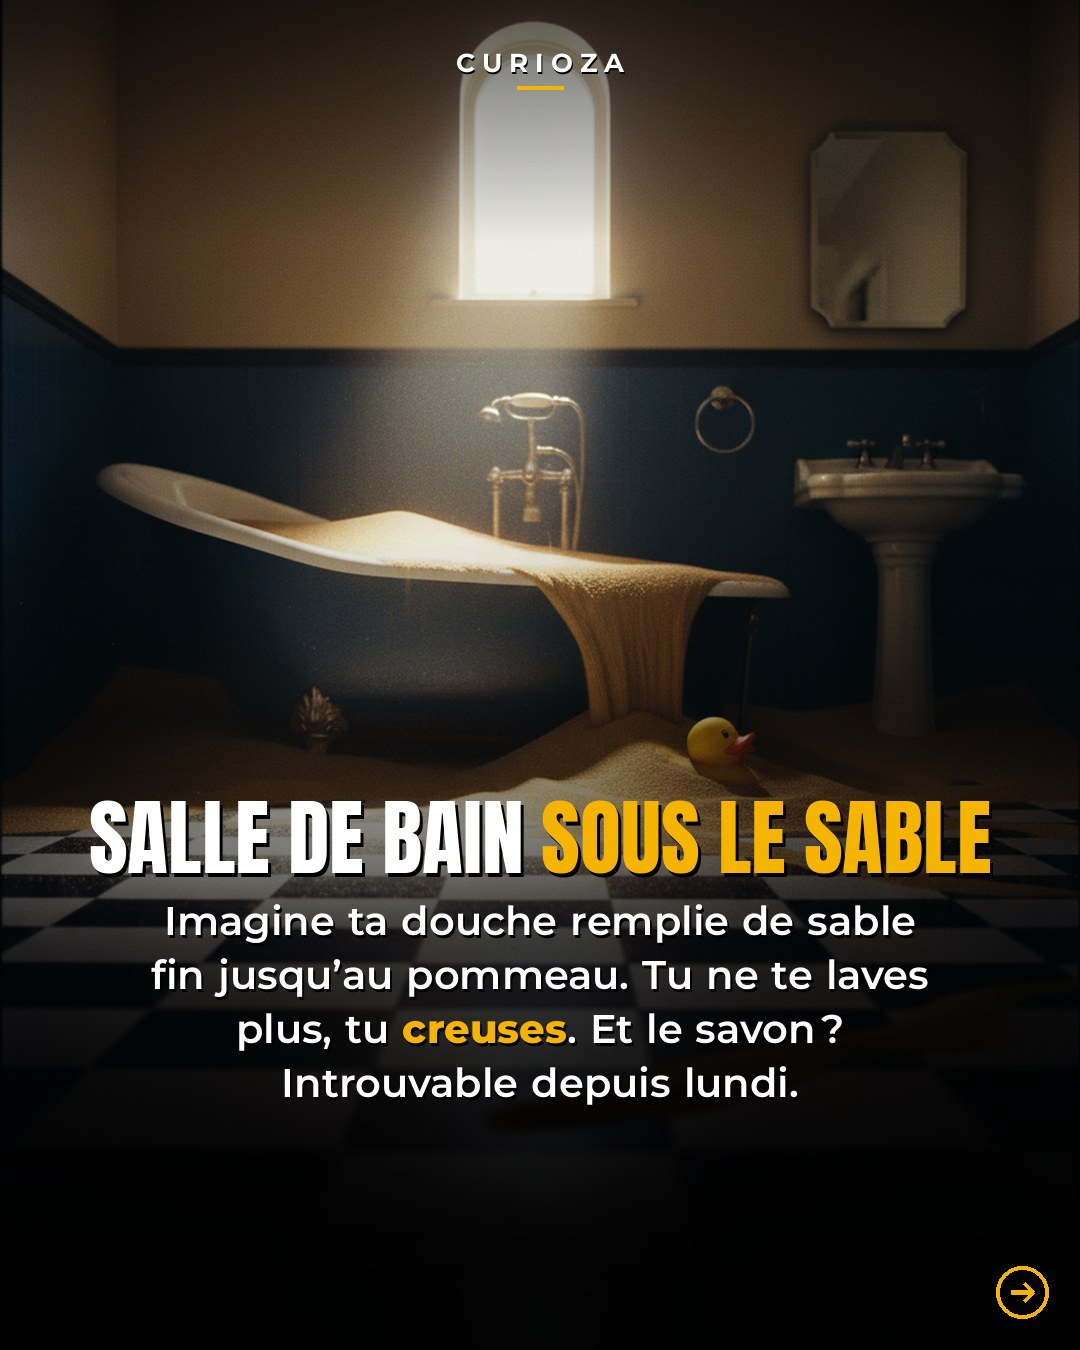 CURIOZA
SALLE DE BAIN SOUS LE SABLE
Imagine ta douche remplie de sable
fin jusqu’au pommeau. Tu ne te laves
plus, tu creuses. Et le savon ?
Introuvable depuis lundi.